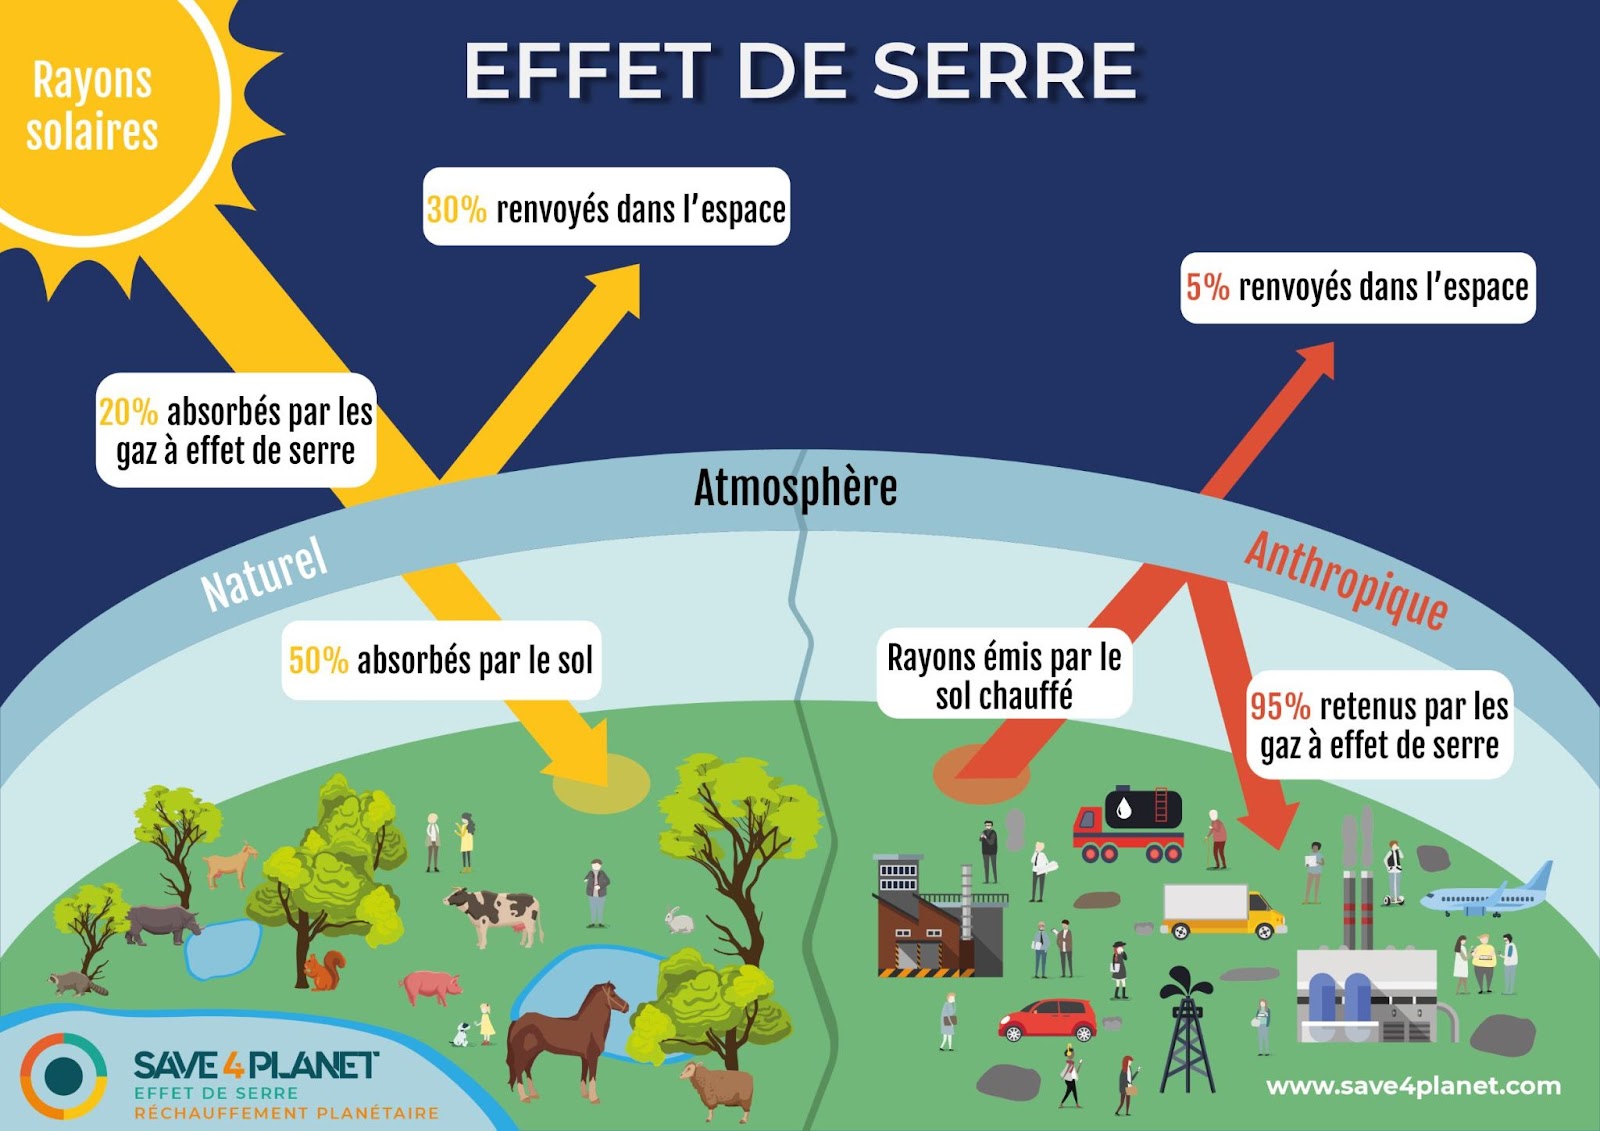 EFFET DE SERRE
Rayons
solaires
30% renvoyés dans l'espace
5% renvoyés dans l'espace
20% absorbés par les
gaz à effet de serre
Atmosphère
Naturel
Anthropique
50% absorbés par le sol
Rayons émis par le
sol chauffé
95% retenus par les
gaz à effet de serre
SAVE 4 PLANET
EFFET DE SERRE
RÉCHAUFFEMENT PLANÉTAIRE
www.save4planet.com